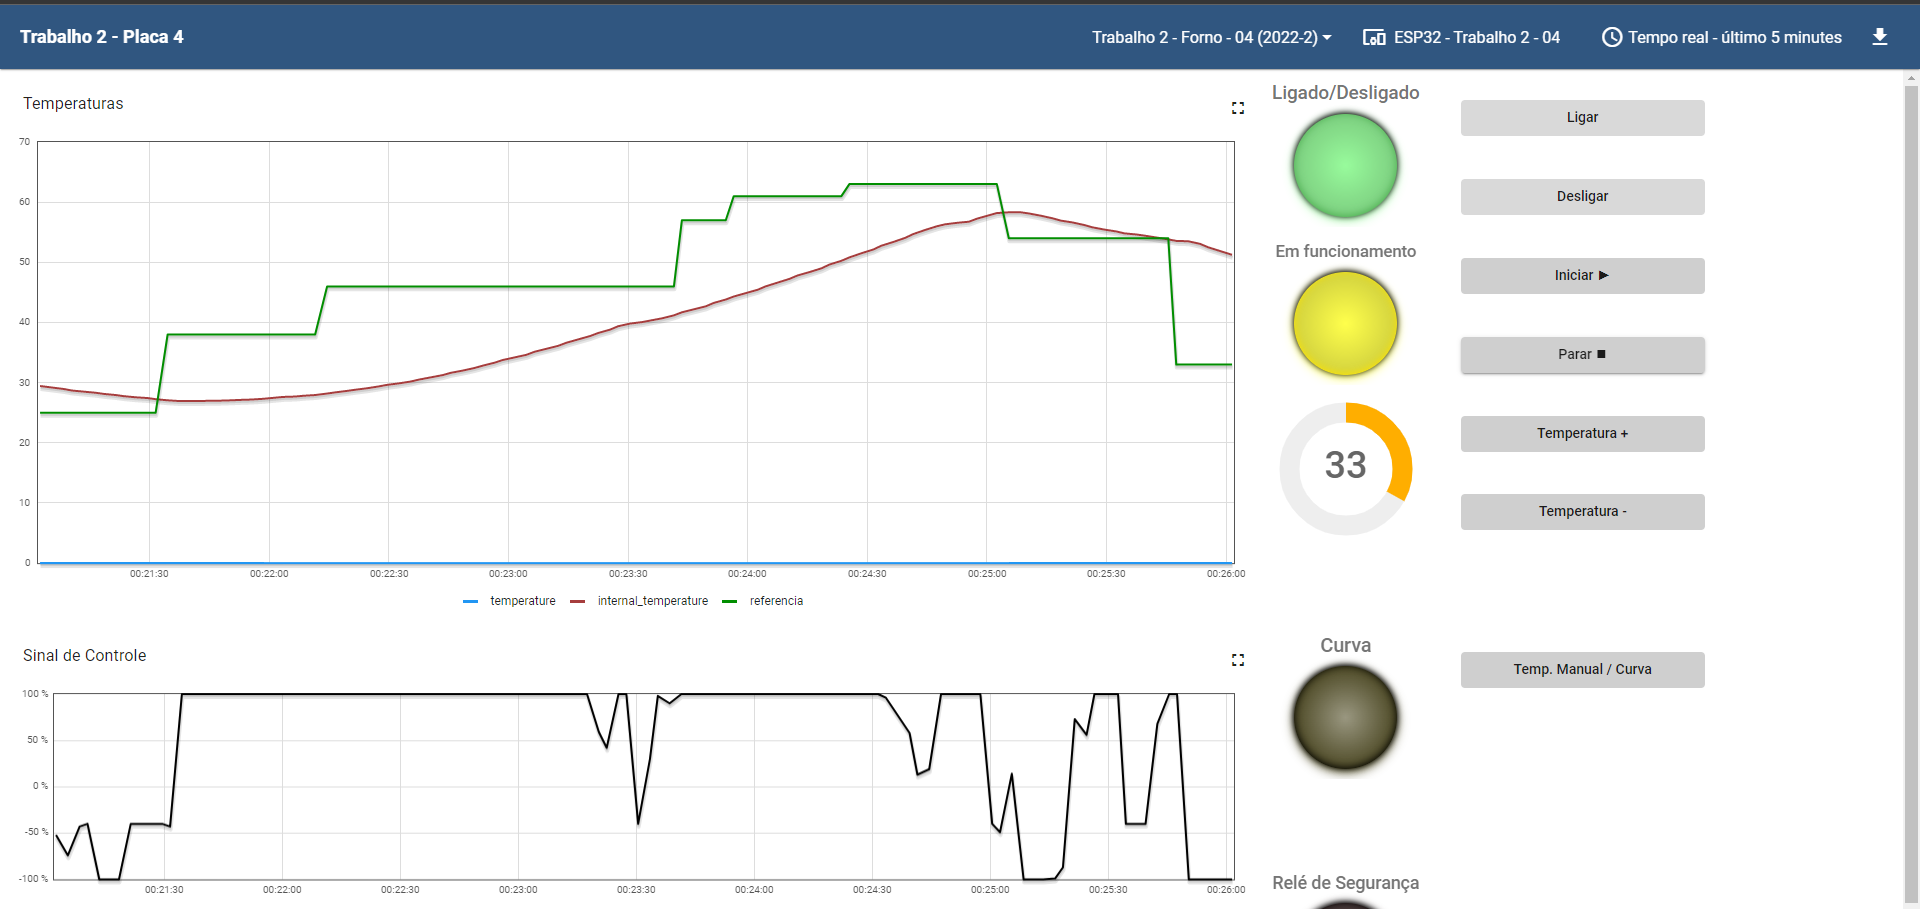 Trabalho 2 - Placa 4
Trabalho 2 - Forno - 04 (2022-2)
ESP32 - Trabalho 2 - 04
Tempo real - último 5 minutes
Temperaturas
70
60
50
40
30
20
10
0
00:21:30 00:22:00 00:22:30 00:23:00 00:23:30 00:24:00 00:24:30 00:25:00 00:25:30 00:26:00
temperature internal_temperature referencia
Sinal de Controle
100 %
50 %
0 %
-50 %
-100 %
00:21:30 00:22:00 00:22:30 00:23:00 00:23:30 00:24:00 00:24:30 00:25:00 00:25:30 00:26:00
Ligado/Desligado
Em funcionamento
33
Curva
Relé de Segurança
Ligar
Desligar
Iniciar ▶
Parar ■
Temperatura +
Temperatura -
Temp. Manual / Curva